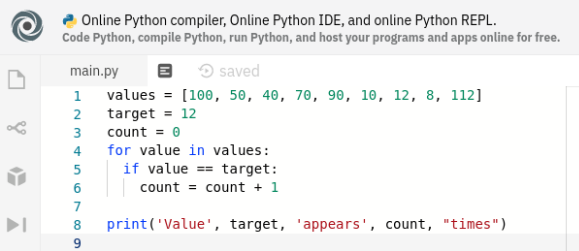 Online Python compiler, Online Python IDE, and online Python REPL.
Code Python, compile Python, run Python, and host your programs and apps online for free.
main.py saved
1 values = [100, 50, 40, 70, 90, 10, 12, 8, 112]
2 target = 12
3 count = 0
4 for value in values:
5   if value == target:
6     count = count + 1
7
8 print('Value', target, 'appears', count, "times")
9